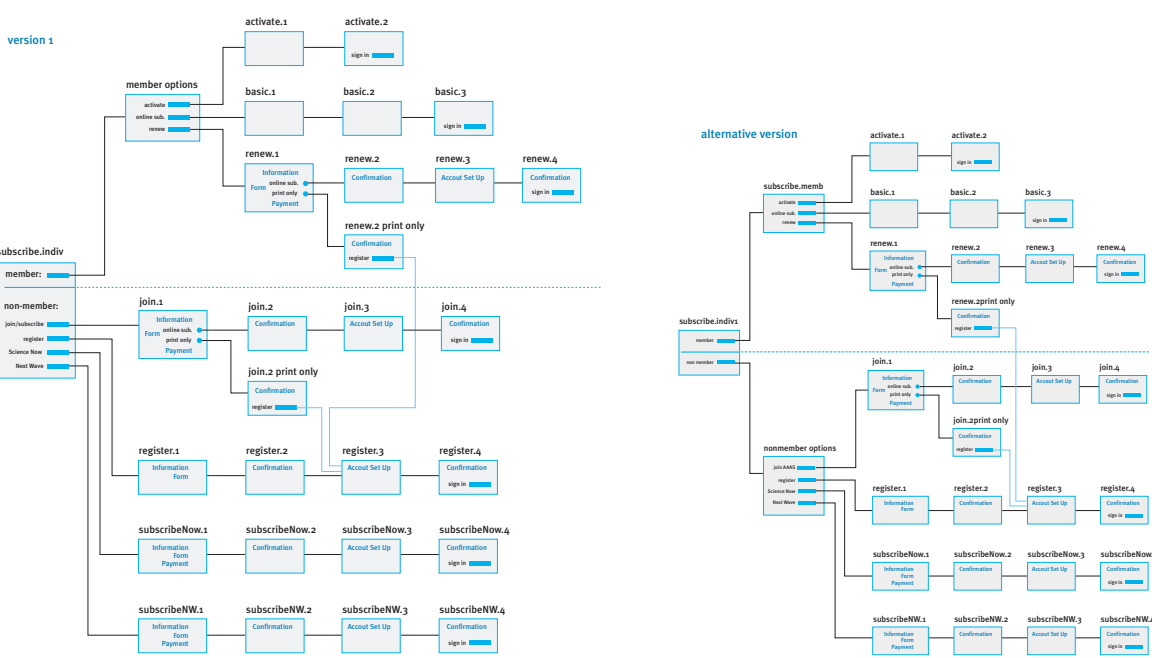 version 1
activate.1
activate.2
sign in
member options
activate
online sub.
renew
basic.1
basic.2
basic.3
sign in
renew.1
Information
online sub.
Form
print only
Payment
renew.2
Confirmation
renew.3
Accout Set Up
renew.4
Confirmation
sign in
renew.2 print only
Confirmation
register
subscribe.indiv
member:
non-member:
join/subscribe
register
Science Now
Next Wave
join.1
Information
online sub.
Form
print only
Payment
join.2
Confirmation
join.3
Accout Set Up
join.4
Confirmation
sign in
join.2 print only
Confirmation
register
register.1
Information
Form
register.2
Confirmation
register.3
Accout Set Up
register.4
Confirmation
sign in
subscribeNow.1
Information
Form
Payment
subscribeNow.2
Confirmation
subscribeNow.3
Accout Set Up
subscribeNow.4
Confirmation
sign in
subscribeNW.1
Information
Form
Payment
subscribeNW.2
Confirmation
subscribeNW.3
Accout Set Up
subscribeNW.4
Confirmation
sign in
alternative version
activate.1
activate.2
sign in
subscribe.memb
activate
online sub.
renew
basic.1
basic.2
basic.3
sign in
renew.1
Information
online sub.
Form
print only
Payment
renew.2
Confirmation
renew.3
Accout Set Up
renew.4
Confirmation
sign in
renew.2print only
Confirmation
register
subscribe.indiv1
member
non member
join.1
Information
online sub.
Form
print only
Payment
join.2
Confirmation
join.3
Accout Set Up
join.4
Confirmation
sign in
join.2print only
Confirmation
register
nonmember options
join AAAS
register
Science Now
Next Wave
register.1
Information
Form
register.2
Confirmation
register.3
Accout Set Up
register.4
Confirmation
sign in
subscribeNow.1
Information
Form
Payment
subscribeNow.2
Confirmation
subscribeNow.3
Accout Set Up
subscribeNow.
Confirmation
sign in
subscribeNW.1
Information
Form
Payment
subscribeNW.2
Confirmation
subscribeNW.3
Accout Set Up
subscribeNW.4
Confirmation
sign in